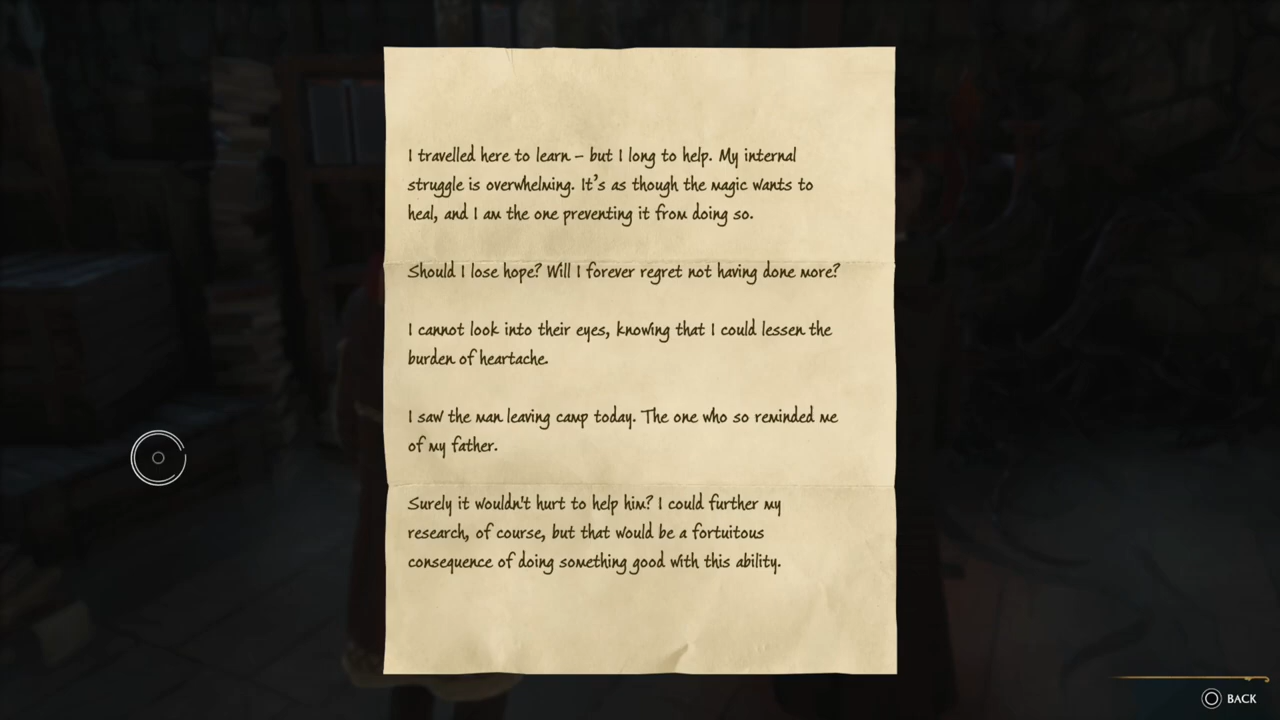 I travelled here to learn – but I long to help. My internal
struggle is overwhelming. It's as though the magic wants to
heal, and I am the one preventing it from doing so.
Should I lose hope? Will I forever regret not having done more?
I cannot look into their eyes, knowing that I could lessen the
burden of heartache.
I saw the man leaving camp today. The one who so reminded me
of my father.
Surely it wouldn't hurt to help him? I could further my
research, of course, but that would be a fortuitous
consequence of doing something good with this ability.
BACK